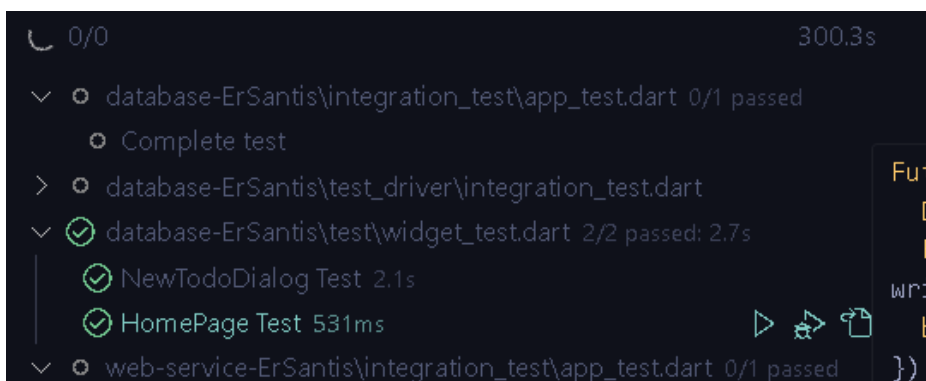 0/0 300.3s
database-ErSantis\integration_test\app_test.dart 0/1 passed
Complete test
database-ErSantis\test_driver\integration_test.dart
Fu
database-ErSantis\test\widget_test.dart 2/2 passed: 2.7s
NewTodoDialog Test 2.1s
wr
HomePage Test 531ms
web-service-ErSantis\integration_test\app_test.dart 0/1 passed
})